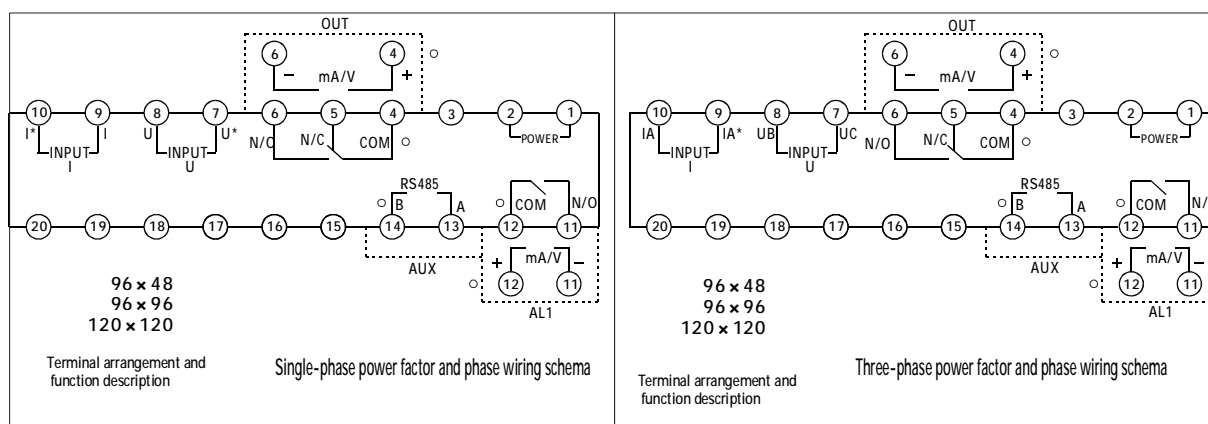 OUT
6 4
− mA/V +
10 9 8 7 6 5 4 3 2 1
I* I U U* N/O N/C COM POWER
INPUT INPUT
I U
RS485
B A COM N/O
20 19 18 17 16 15 14 13 12 11
AUX + mA/V −
12 11
AL1
96×48
96×96
120×120
Terminal arrangement and
function description
Single-phase power factor and phase wiring schema
OUT
6 4
− mA/V +
10 9 8 7 6 5 4 3 2 1
IA IA* UB UC N/O N/C COM POWER
INPUT INPUT
I U
RS485
B A COM N/
20 19 18 17 16 15 14 13 12 11
AUX + mA/V −
12 11
AL1
96×48
96×96
120×120
Terminal arrangement and
function description
Three-phase power factor and phase wiring schema